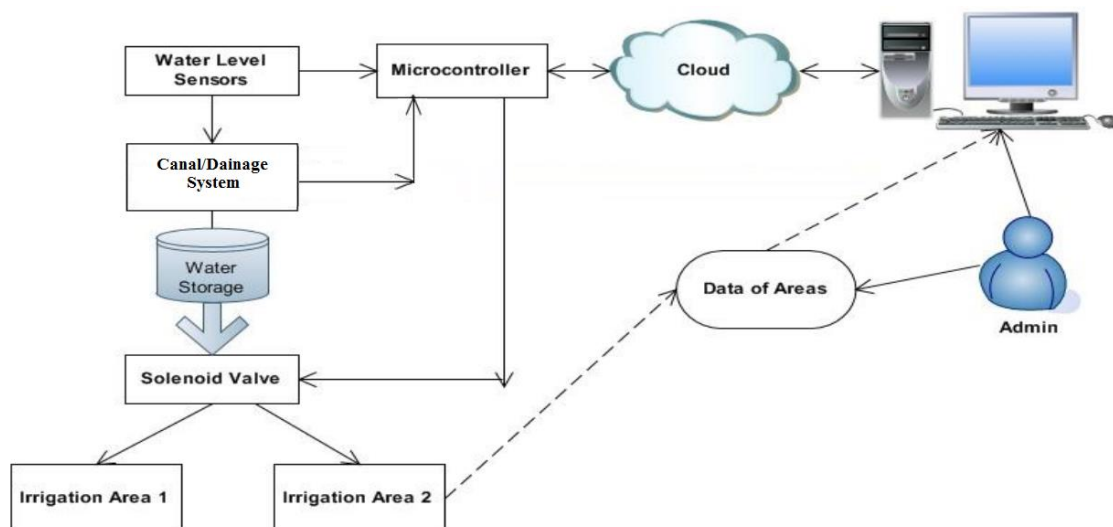 Water Level
Sensors
Microcontroller
Cloud
Canal/Dainage
System
Water
Storage
Data of Areas
Admin
Solenoid Valve
Irrigation Area 1
Irrigation Area 2